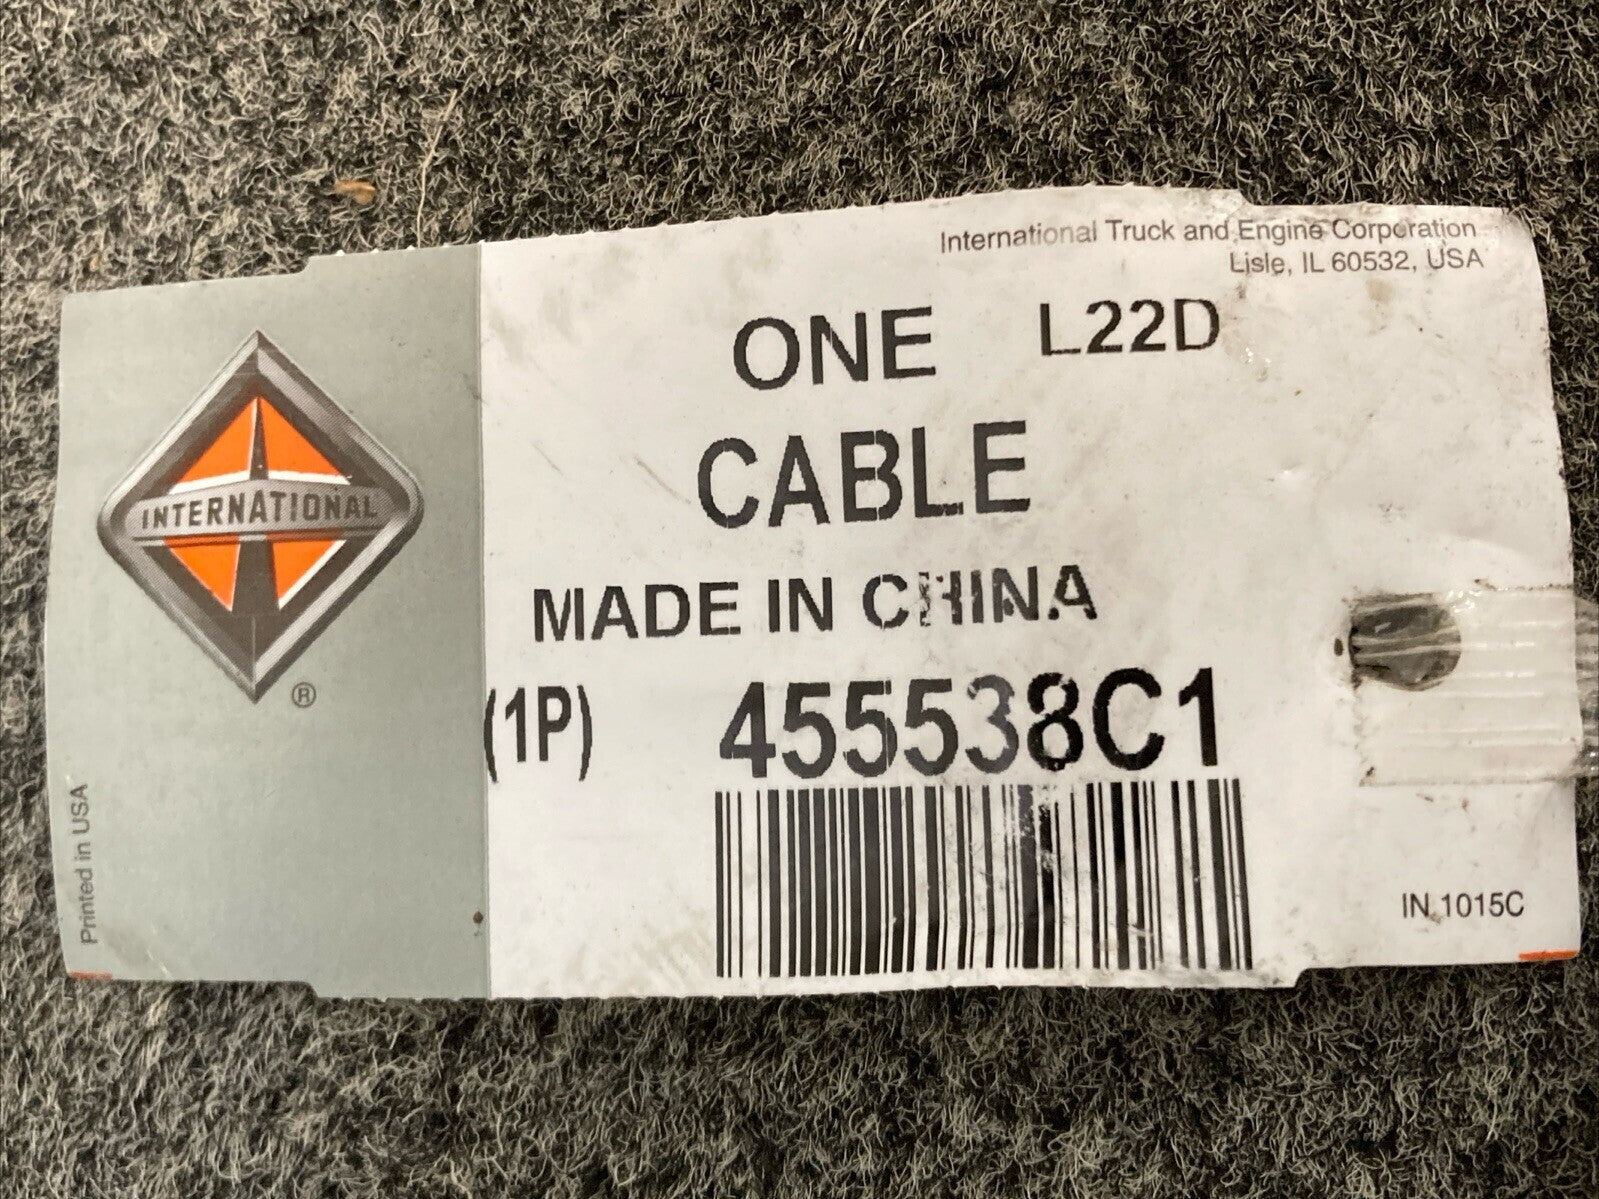 International Truck and Engine Corporation
Lisle, IL 60532, USA
ONE L22D
CABLE
INTERNATIONAL
®
MADE IN CHINA
(1P) 455538C1
Printed in USA
IN 1015C